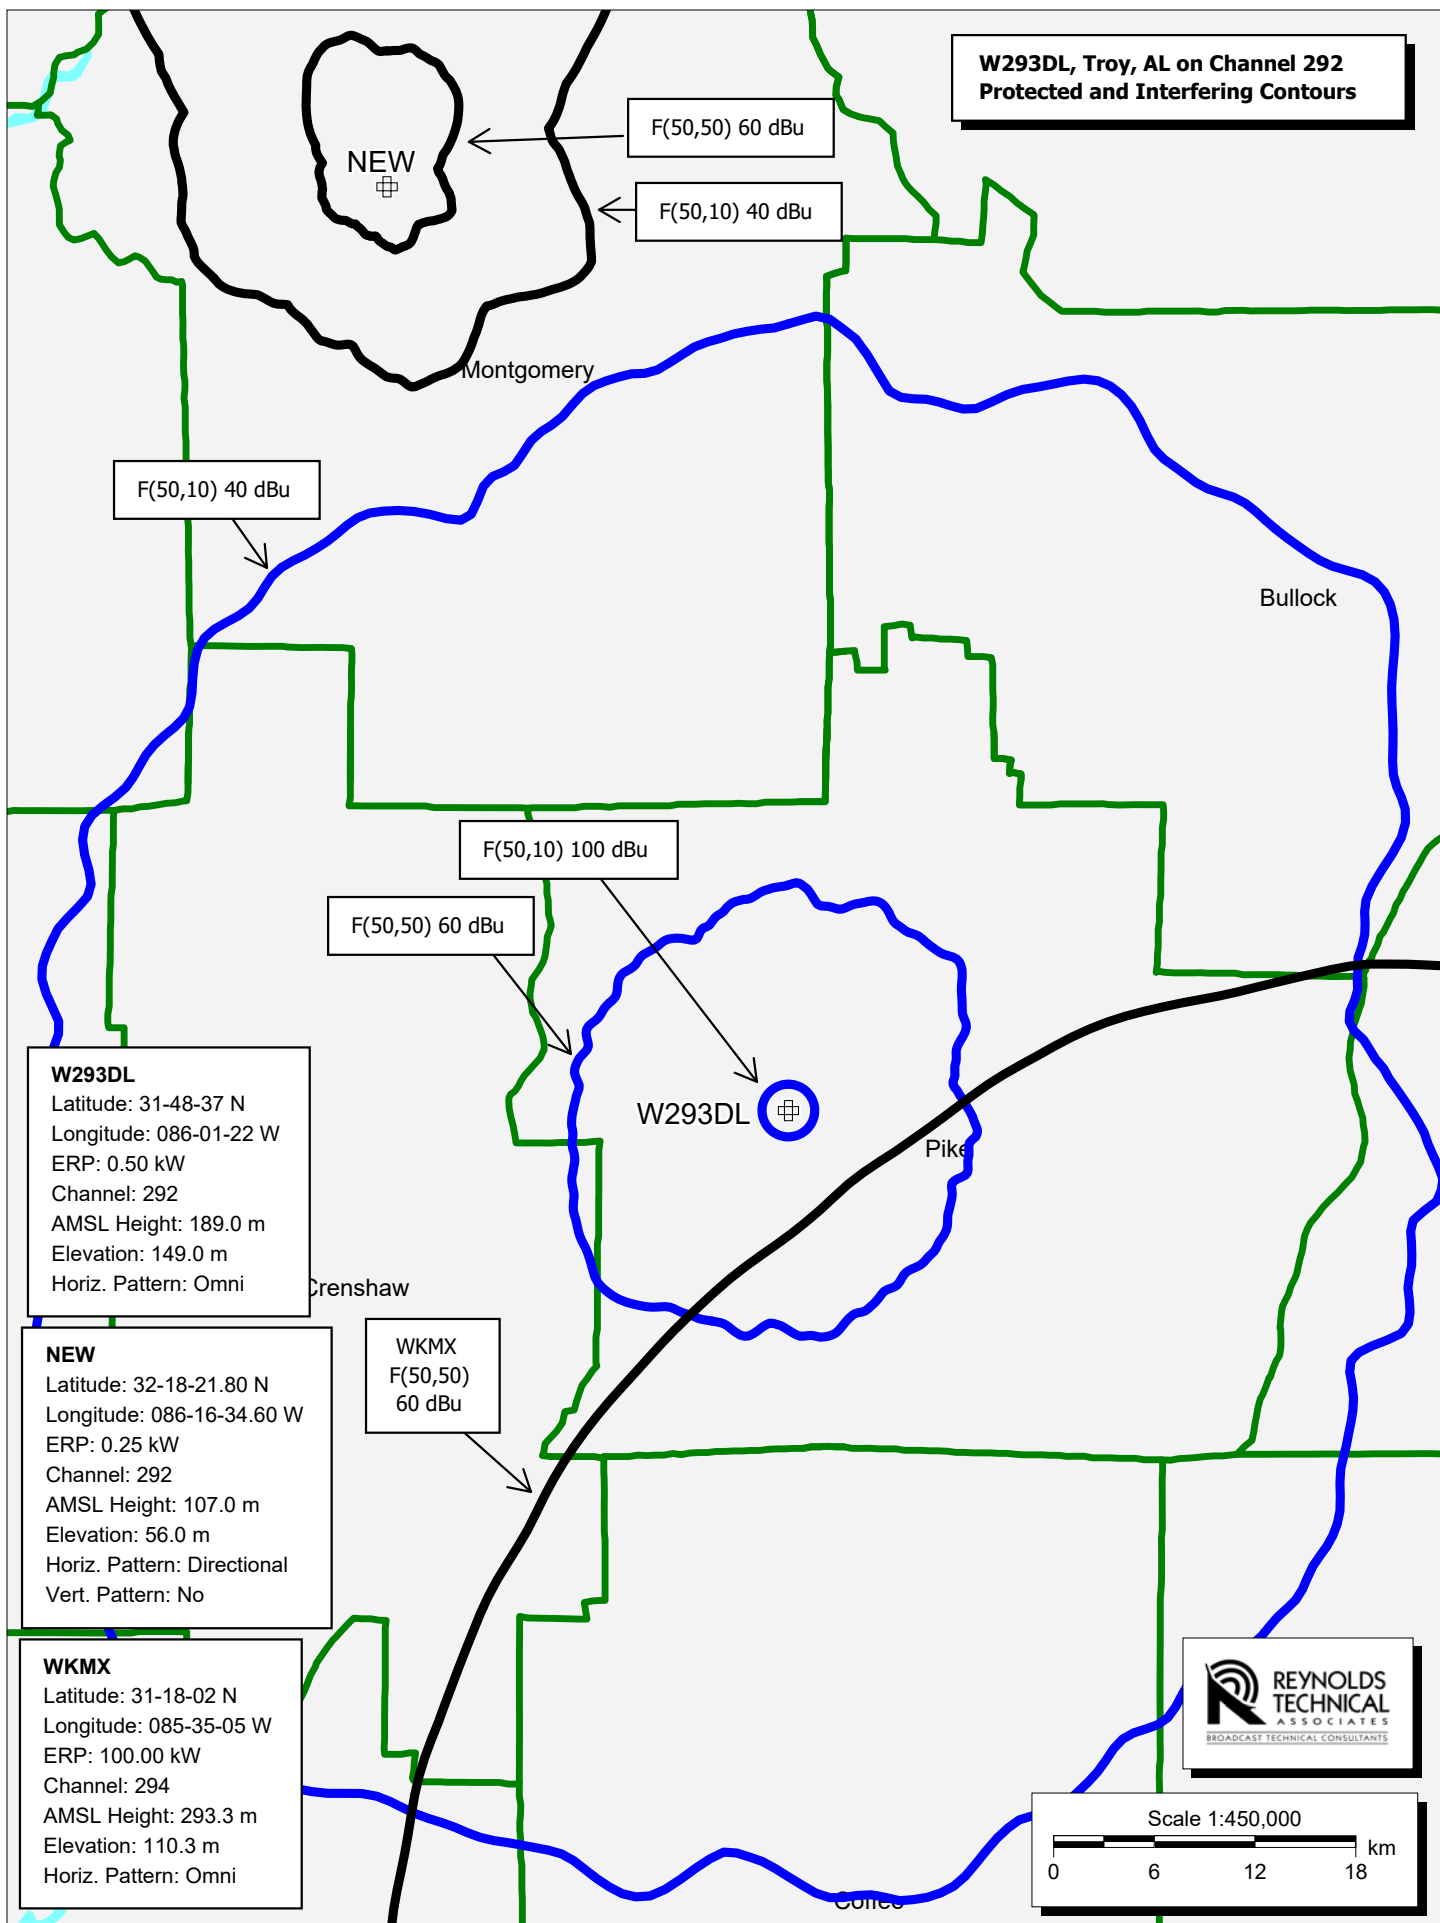 W293DL, Troy, AL on Channel 292
Protected and Interfering Contours
F(50,50) 60 dBu
NEW
F(50,10) 40 dBu
Montgomery
F(50,10) 40 dBu
Bullock
F(50,10) 100 dBu
F(50,50) 60 dBu
W293DL
Pike
W293DL
Latitude: 31-48-37 N
Longitude: 086-01-22 W
ERP: 0.50 kW
Channel: 292
AMSL Height: 189.0 m
Elevation: 149.0 m
Horiz. Pattern: Omni
Crenshaw
WKMX
F(50,50)
60 dBu
NEW
Latitude: 32-18-21.80 N
Longitude: 086-16-34.60 W
ERP: 0.25 kW
Channel: 292
AMSL Height: 107.0 m
Elevation: 56.0 m
Horiz. Pattern: Directional
Vert. Pattern: No
WKMX
Latitude: 31-18-02 N
Longitude: 085-35-05 W
ERP: 100.00 kW
Channel: 294
AMSL Height: 293.3 m
Elevation: 110.3 m
Horiz. Pattern: Omni
REYNOLDS
TECHNICAL
ASSOCIATES
BROADCAST TECHNICAL CONSULTANTS
Scale 1:450,000
km
0 6 12 18
Coffee